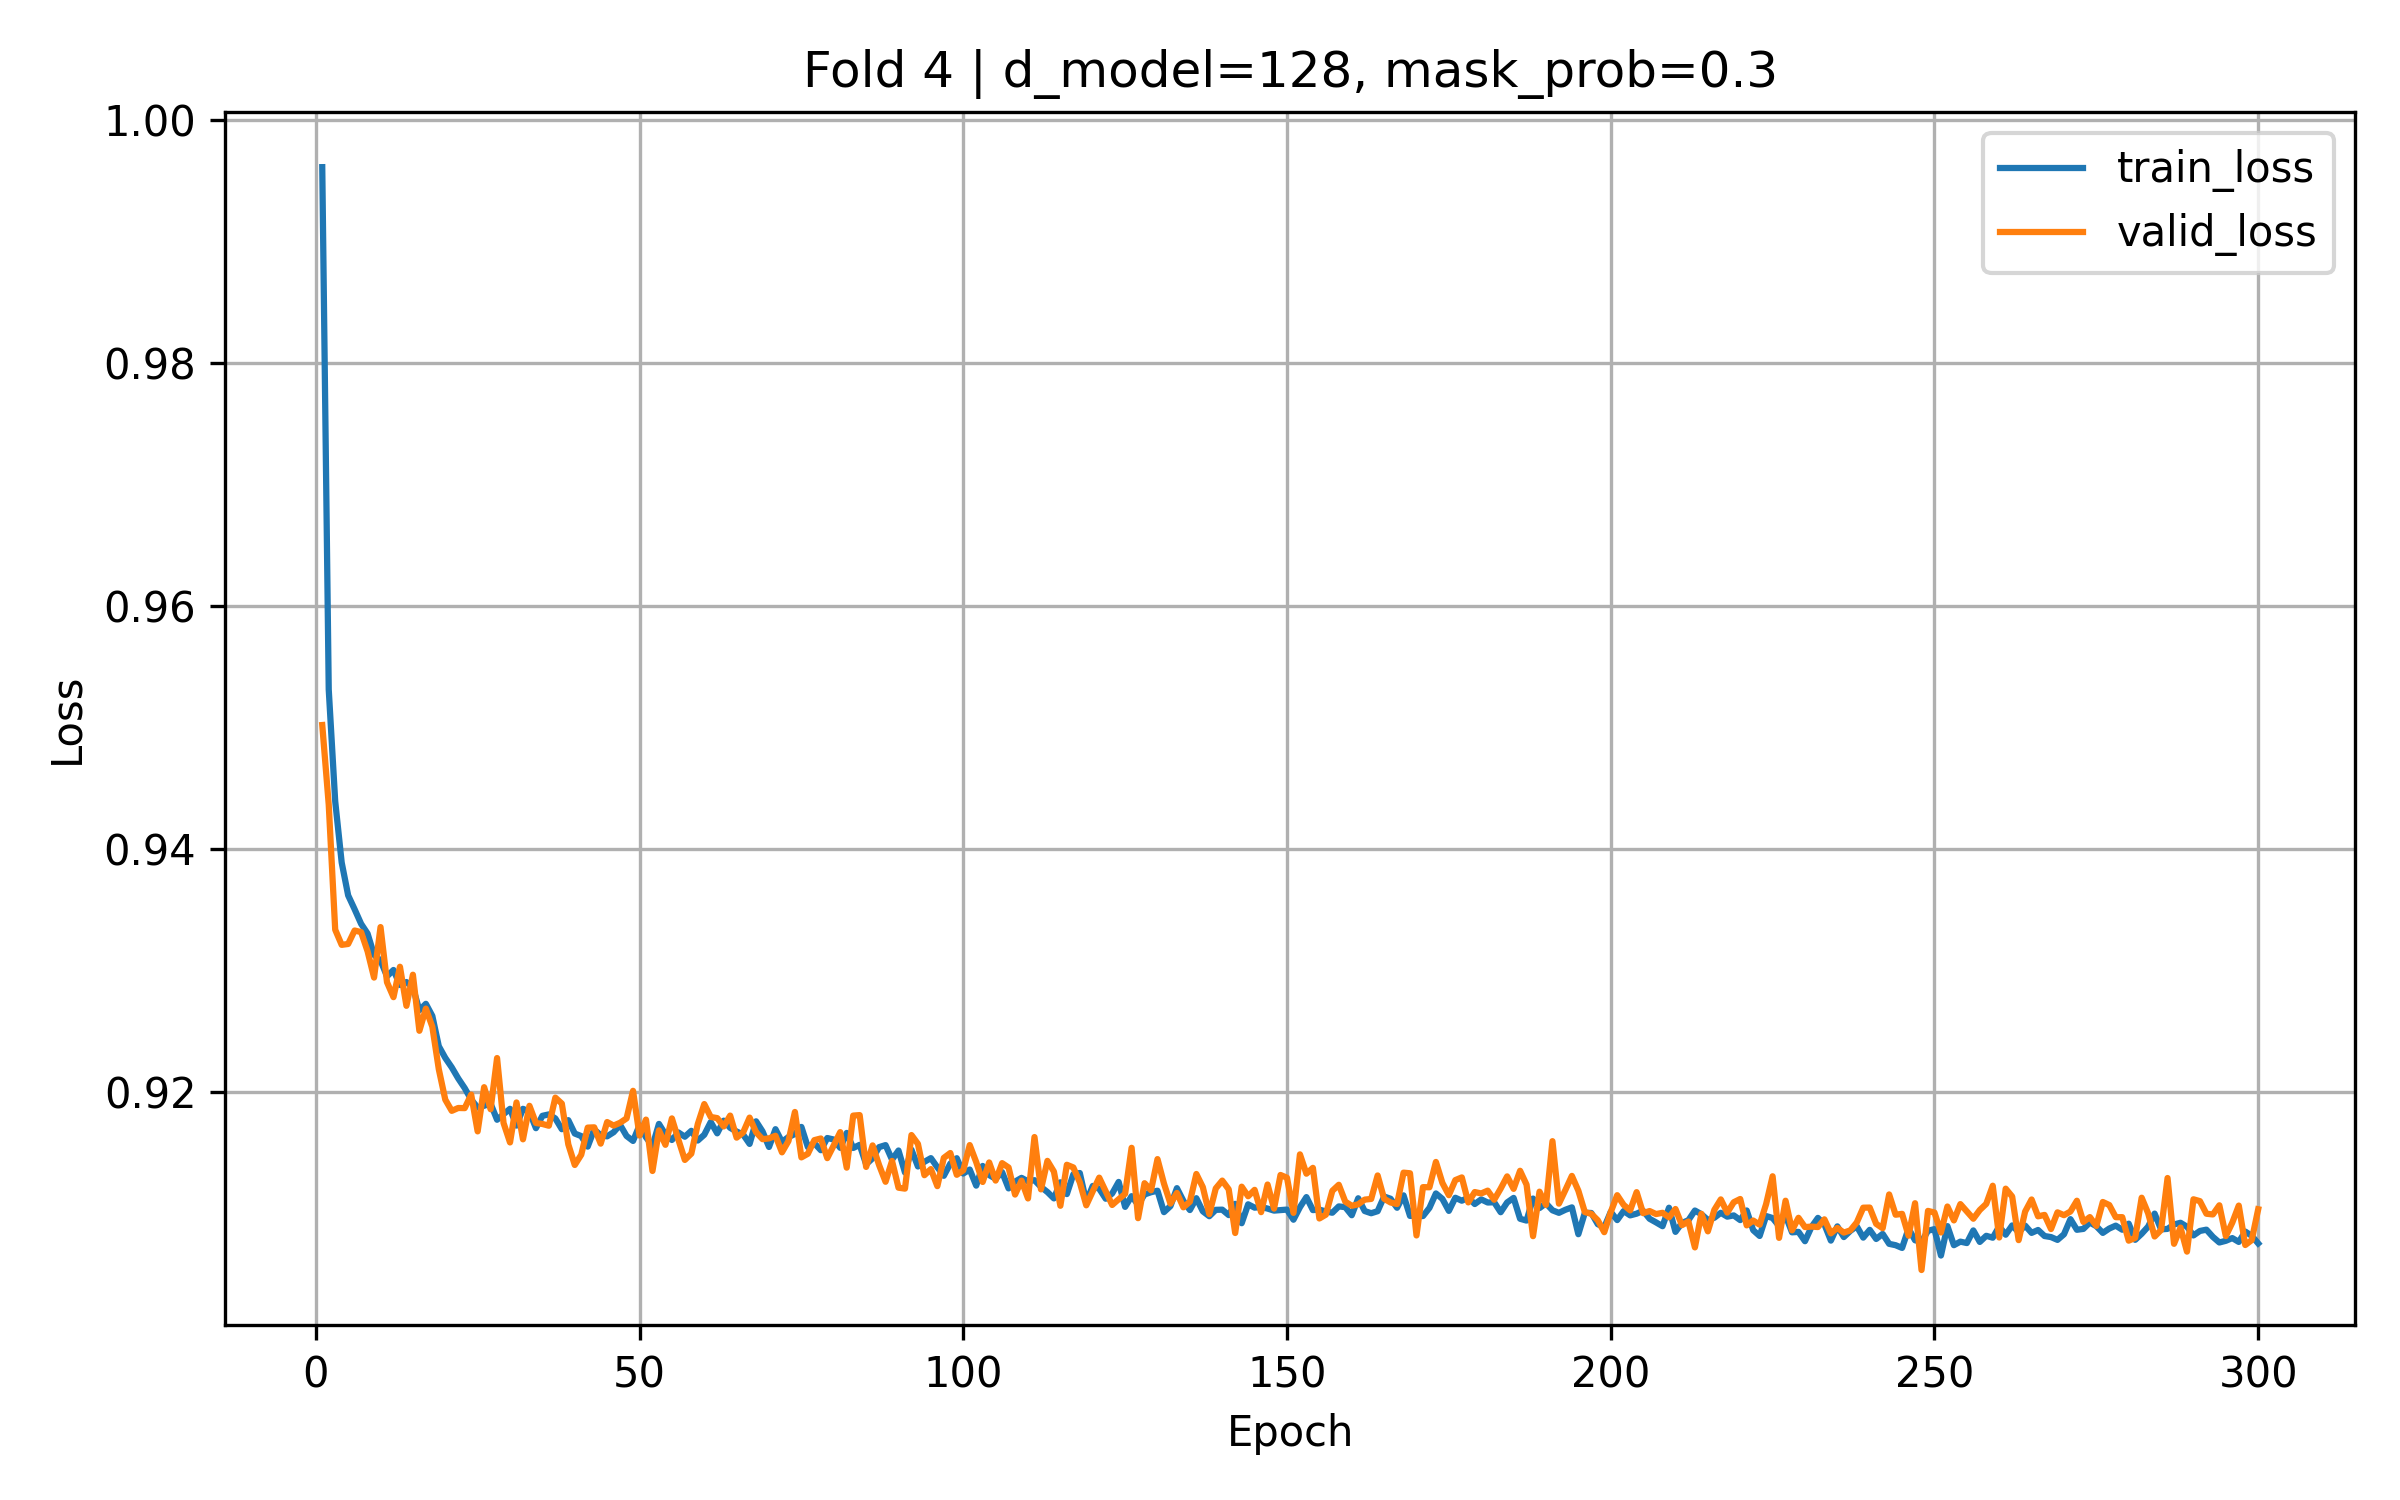 Fold 4 | d_model=128, mask_prob=0.3
train_loss
valid_loss
Loss
1.00
0.98
0.96
0.94
0.92
0 50 100 150 200 250 300
Epoch